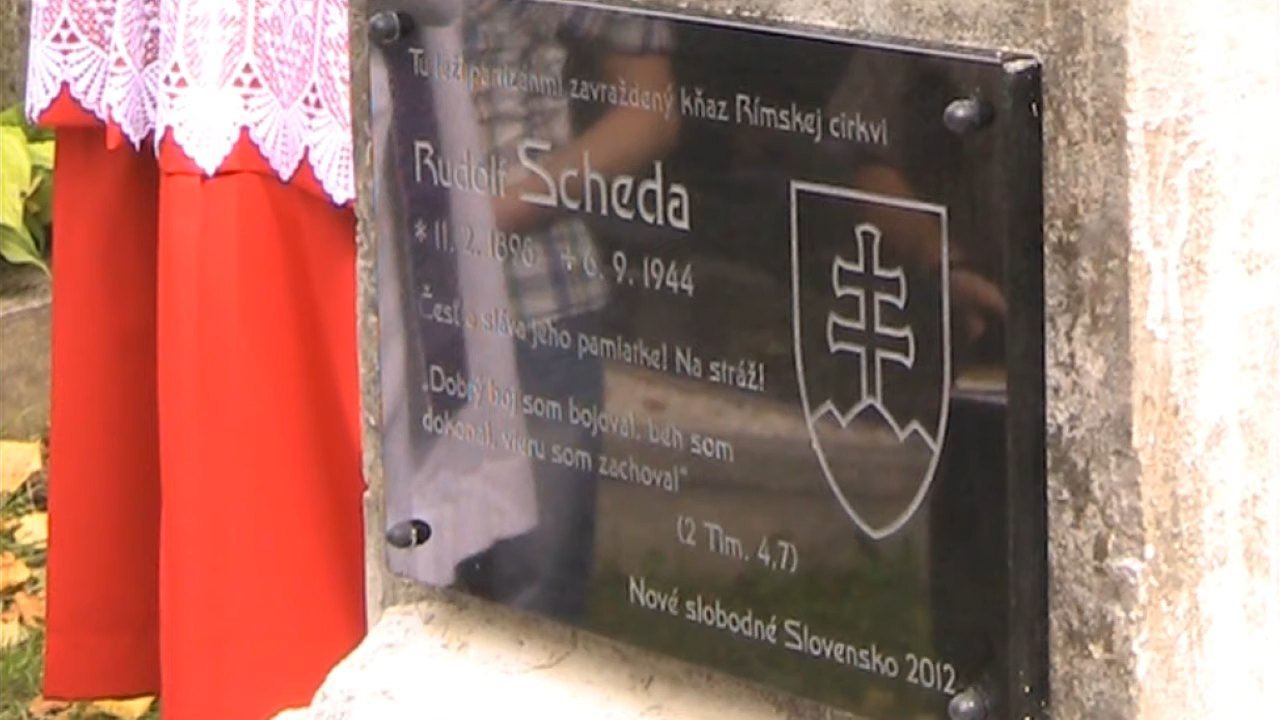 Tu leží partizánmi zavraždený kňaz Rímskej cirkvi
Rudolf Scheda
* 11. 2. 1896 + 6. 9. 1944
Česť a sláva jeho pamiatke! Na stráž!
„Dobrý boj som bojoval, beh som
dokonal, vieru som zachoval"
(2 Tim. 4,7)
Nové slobodné Slovensko 2012